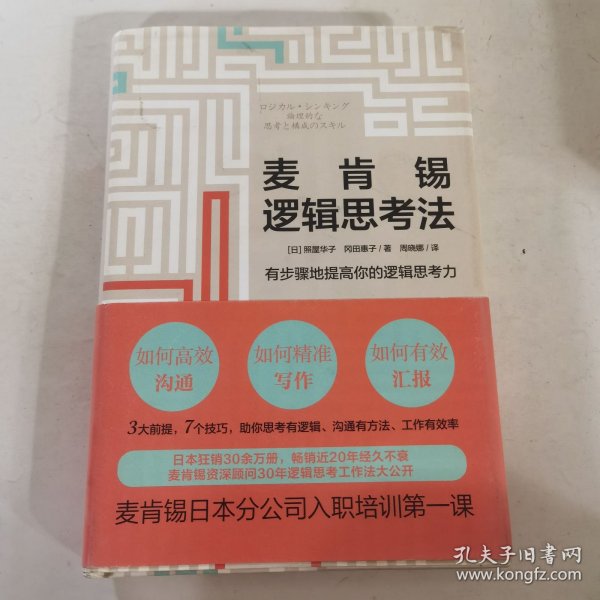 ロジカル・シンキング
論理的な
思考と構成のスキル
麦肯锡
逻辑思考法
[日]照屋华子 冈田惠子/著 周晓娜/译
有步骤地提高你的逻辑思考力
如何高效
沟通
如何精准
写作
如何有效
汇报
3大前提，7个技巧，助你思考有逻辑、沟通有方法、工作有效率
日本狂销30余万册，畅销近20年经久不衰
麦肯锡资深顾问30年逻辑思考工作法大公开
麦肯锡日本分公司入职培训第一课
孔夫子旧书网
www.kongfz.com